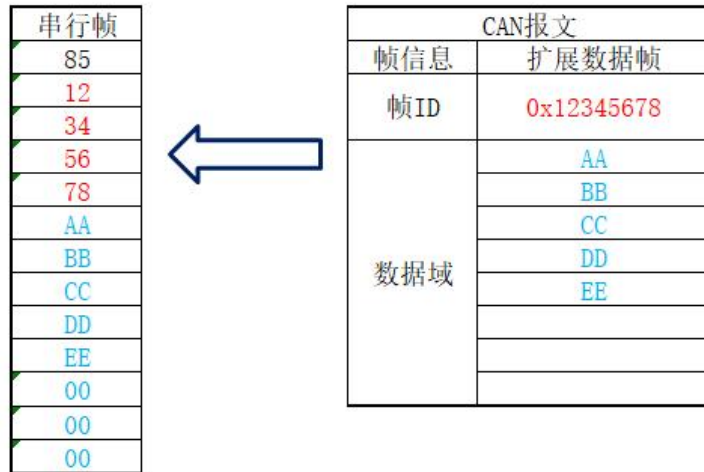 串行帧
85
12
34
56
78
AA
BB
CC
DD
EE
00
00
00
CAN报文
帧信息 扩展数据帧
帧ID 0x12345678
数据域
AA
BB
CC
DD
EE